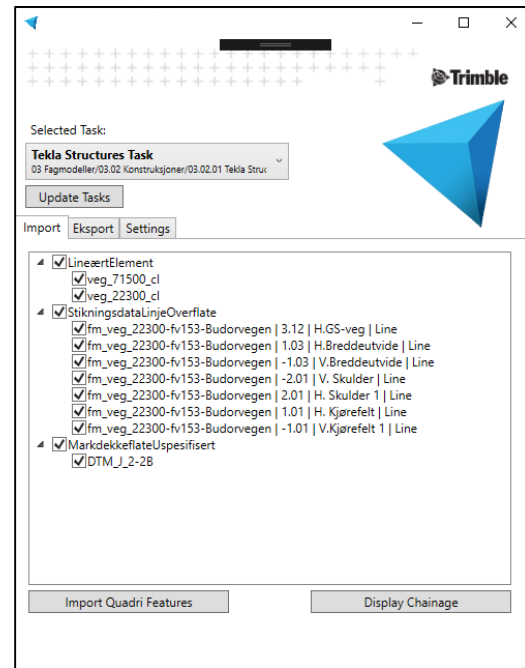 Trimble
Selected Task:
Tekla Structures Task
03 Fagmodeller/03.02 Konstruksjoner/03.02.01 Tekla Struc
Update Tasks
Import Eksport Settings
LineærtElement
veg_71500_cl
veg_22300_cl
StikningsdataLinjeOverflate
fm_veg_22300-fv153-Budorvegen | 3.12 | H.GS-veg | Line
fm_veg_22300-fv153-Budorvegen | 1.03 | H.Breddeutvide | Line
fm_veg_22300-fv153-Budorvegen | -1.03 | V.Breddeutvide | Line
fm_veg_22300-fv153-Budorvegen | -2.01 | V. Skulder | Line
fm_veg_22300-fv153-Budorvegen | 2.01 | H. Skulder 1 | Line
fm_veg_22300-fv153-Budorvegen | 1.01 | H. Kjørefelt | Line
fm_veg_22300-fv153-Budorvegen | -1.01 | V.Kjørefelt 1 | Line
MarkdekkeflateUspesifisert
DTM_J_2-2B
Import Quadri Features
Display Chainage